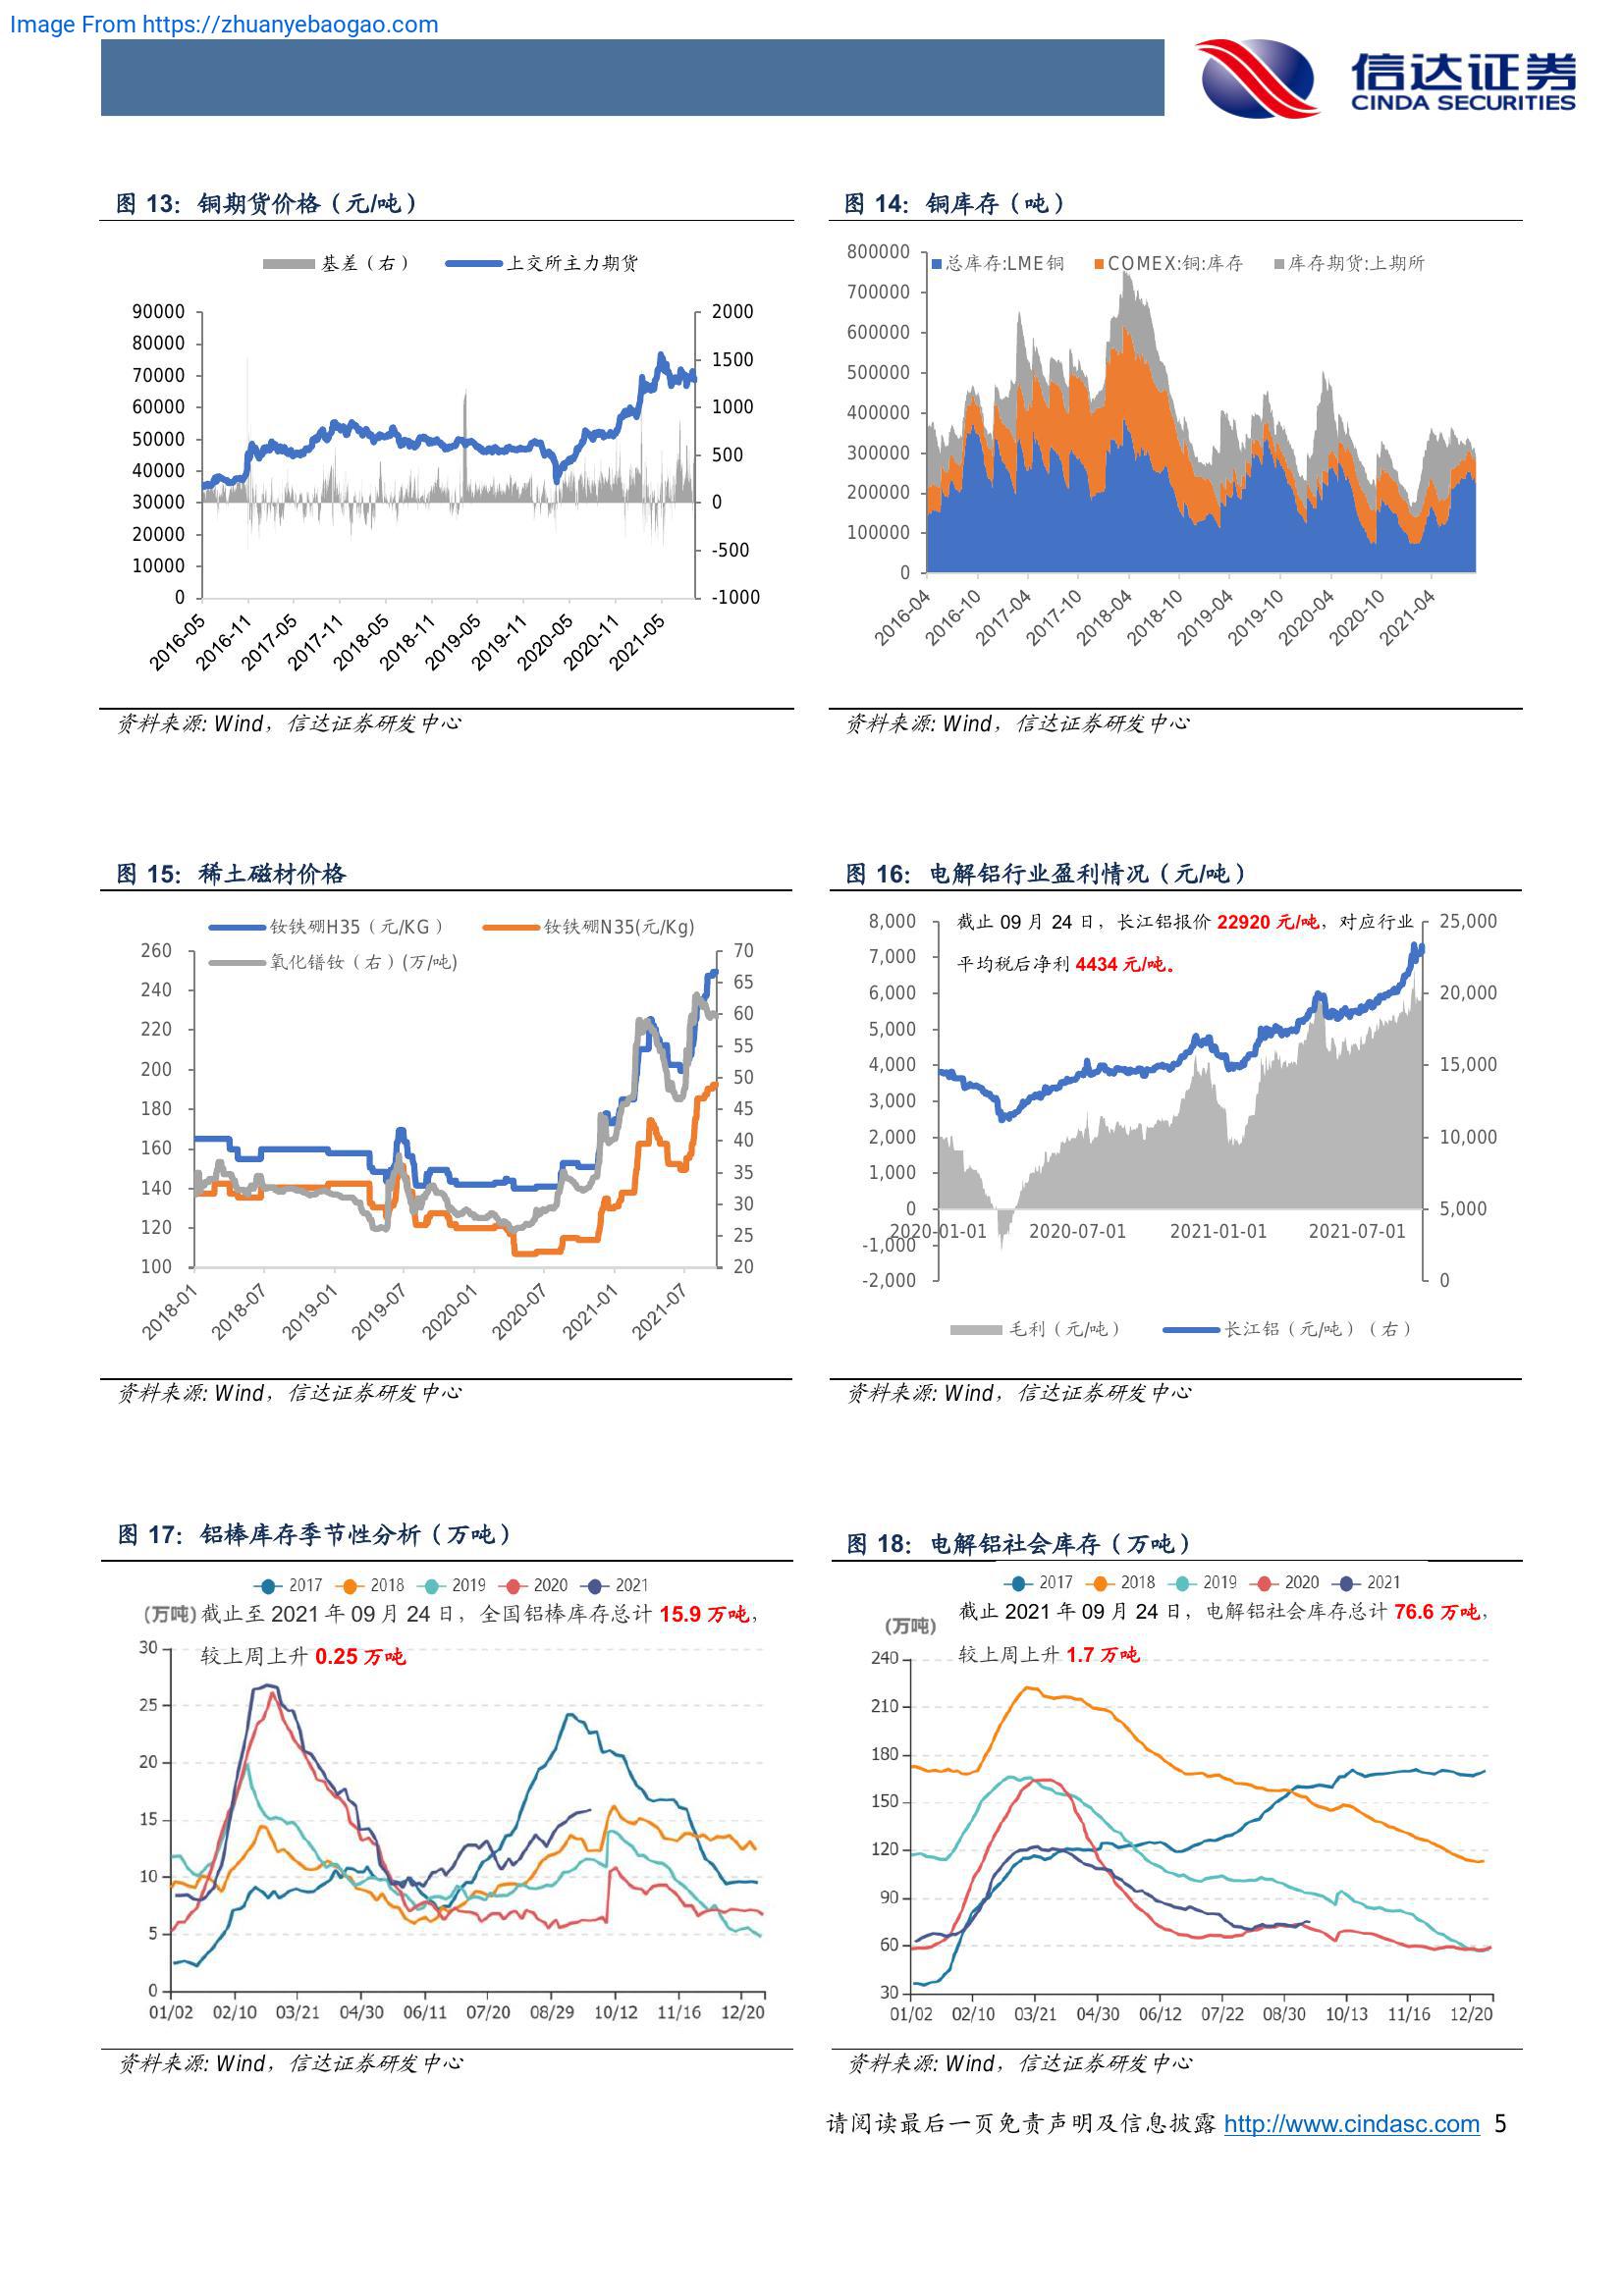 Image From https://zhuanyebaogao.com
信达证券
CINDA SECURITIES
图 13：铜期货价格（元/吨）
基差（右） 上交所主力期货
90000
80000
70000
60000
50000
40000
30000
20000
10000
0
2000
1500
1000
500
0
-500
-1000
2016-05 2016-11 2017-05 2017-11 2018-05 2018-11 2019-05 2019-11 2020-05 2020-11 2021-05
资料来源: Wind，信达证券研发中心
图 14：铜库存（吨）
总库存:LME铜 COMEX:铜:库存 库存期货:上期所
800000
700000
600000
500000
400000
300000
200000
100000
0
2016-04 2016-10 2017-04 2017-10 2018-04 2018-10 2019-04 2019-10 2020-04 2020-10 2021-04
资料来源: Wind，信达证券研发中心
图 15：稀土磁材价格
钕铁硼H35（元/KG） 钕铁硼N35(元/Kg)
氧化镨钕（右）(万/吨)
260
240
220
200
180
160
140
120
100
70
65
60
55
50
45
40
35
30
25
20
2018-01 2018-07 2019-01 2019-07 2020-01 2020-07 2021-01 2021-07
资料来源: Wind，信达证券研发中心
图 16：电解铝行业盈利情况（元/吨）
截止 09 月 24 日，长江铝报价 22920 元/吨，对应行业
平均税后净利 4434 元/吨。
8,000
7,000
6,000
5,000
4,000
3,000
2,000
1,000
0
-1,000
-2,000
25,000
20,000
15,000
10,000
5,000
0
2020-01-01 2020-07-01 2021-01-01 2021-07-01
毛利（元/吨） 长江铝（元/吨）（右）
资料来源: Wind，信达证券研发中心
图 17：铝棒库存季节性分析（万吨）
2017 2018 2019 2020 2021
(万吨) 截止至 2021 年 09 月 24 日，全国铝棒库存总计 15.9 万吨，
较上周上升 0.25 万吨
30
25
20
15
10
5
0
01/02 02/10 03/21 04/30 06/11 07/20 08/29 10/12 11/16 12/20
资料来源: Wind，信达证券研发中心
图 18：电解铝社会库存（万吨）
2017 2018 2019 2020 2021
(万吨) 截止 2021 年 09 月 24 日，电解铝社会库存总计 76.6 万吨，
较上周上升 1.7 万吨
240
210
180
150
120
90
60
30
01/02 02/10 03/21 04/30 06/12 07/22 08/30 10/13 11/16 12/20
资料来源: Wind，信达证券研发中心
请阅读最后一页免责声明及信息披露 http://www.cindasc.com 5